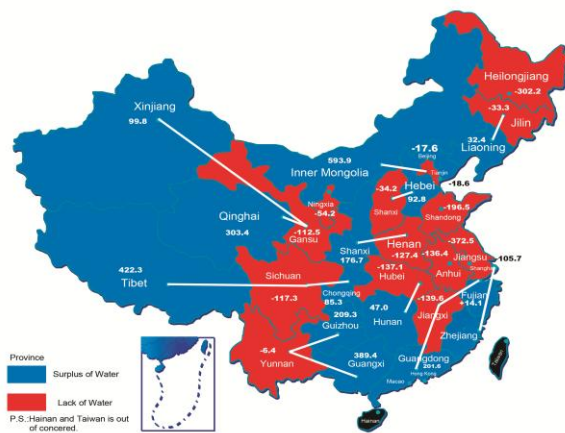 Heilongjiang
-302.2
-33.3
Jilin
Xinjiang
99.8
32.4
Liaoning
-17.6
Beijing
593.9
Inner Mongolia
Tianjin
-18.6
-34.2
Hebei
92.8
Shanxi
Ningxia
-54.2
-196.5
Shandong
Qinghai
303.4
-112.5
Gansu
Shanxi
176.7
Henan
-127.4
-372.5
-136.4
Jiangsu
-105.7
Shanghai
-137.1
Hubei
Anhui
422.3
Tibet
Sichuan
-117.3
Chongqing
85.3
-139.6
Jiangxi
Fujian
+14.1
47.0
Hunan
Zhejiang
209.3
Guizhou
-6.4
Yunnan
389.4
Guangxi
Guangdong
201.6
Hong Kong
Macao
Taiwan
Hainan
Province
Surplus of Water
Lack of Water
P.S.:Hainan and Taiwan is out
of concered.